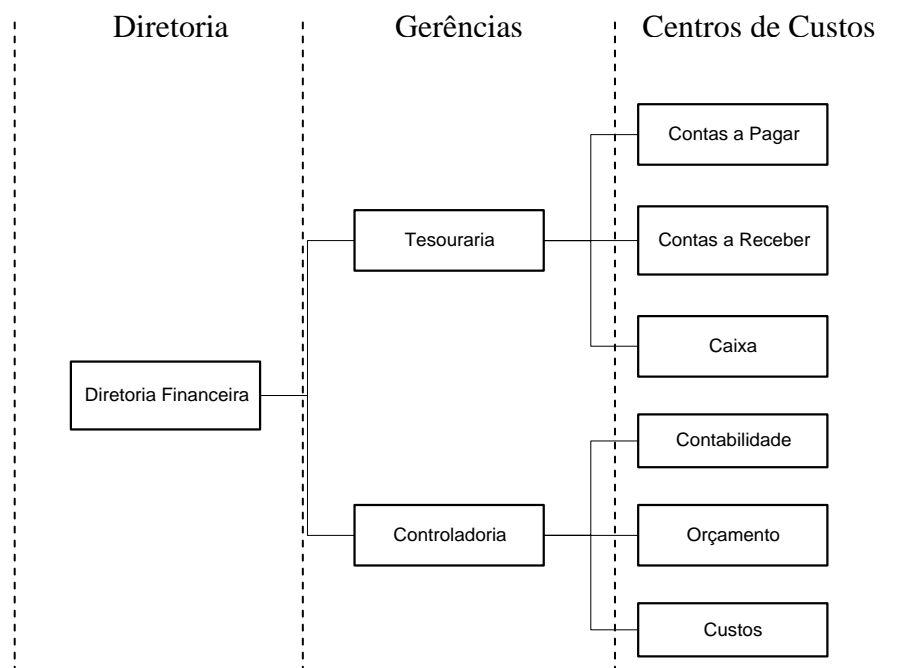 Diretoria
Gerências
Centros de Custos
Contas a Pagar
Tesouraria
Contas a Receber
Caixa
Diretoria Financeira
Contabilidade
Controladoria
Orçamento
Custos